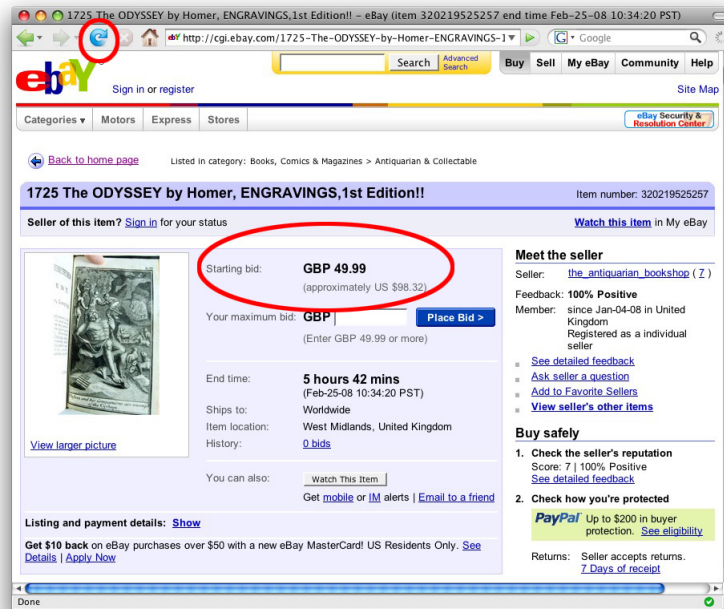 1725 The ODYSSEY by Homer, ENGRAVINGS,1st Edition!! – eBay (item 320219525257 end time Feb-25-08 10:34:20 PST)
http://cgi.ebay.com/1725-The-ODYSSEY-by-Homer-ENGRAVINGS-1
Google
ebY
Search
Advanced Search
Buy Sell My eBay Community Help
Sign in or register
Site Map
Categories ▾ Motors Express Stores
eBay Security &
Resolution Center
Back to home page
Listed in category: Books, Comics & Magazines > Antiquarian & Collectable
1725 The ODYSSEY by Homer, ENGRAVINGS,1st Edition!!
Item number: 320219525257
Seller of this item? Sign in for your status
Watch this item in My eBay
View larger picture
Starting bid: GBP 49.99
(approximately US $98.32)
Your maximum bid: GBP
Place Bid >
(Enter GBP 49.99 or more)
End time: 5 hours 42 mins
(Feb-25-08 10:34:20 PST)
Ships to: Worldwide
Item location: West Midlands, United Kingdom
History: 0 bids
You can also: Watch This Item
Get mobile or IM alerts | Email to a friend
Listing and payment details: Show
Get $10 back on eBay purchases over $50 with a new eBay MasterCard! US Residents Only. See
Details | Apply Now
Meet the seller
Seller: the_antiquarian_bookshop ( 7 )
Feedback: 100% Positive
Member: since Jan-04-08 in United
Kingdom
Registered as a individual
seller
See detailed feedback
Ask seller a question
Add to Favorite Sellers
View seller's other items
Buy safely
1. Check the seller's reputation
Score: 7 | 100% Positive
See detailed feedback
2. Check how you're protected
PayPal Up to $200 in buyer
protection. See eligibility
Returns: Seller accepts returns.
7 Days of receipt
Done